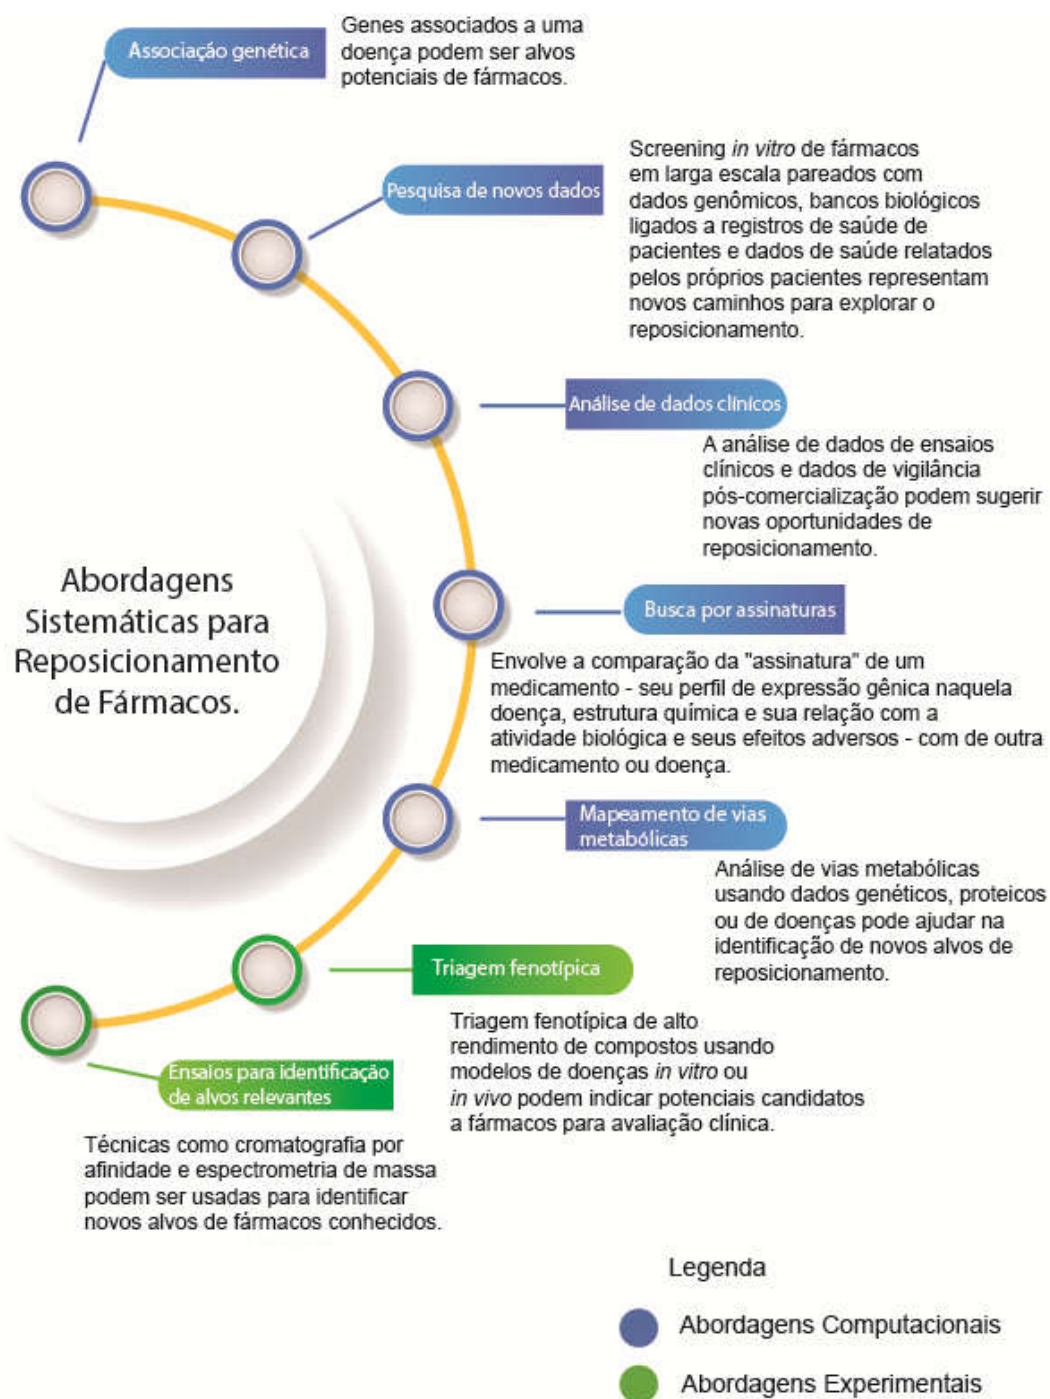 Associação genética
Genes associados a uma
doença podem ser alvos
potenciais de fármacos.
Pesquisa de novos dados
Screening in vitro de fármacos
em larga escala pareados com
dados genômicos, bancos biológicos
ligados a registros de saúde de
pacientes e dados de saúde relatados
pelos próprios pacientes representam
novos caminhos para explorar o
reposicionamento.
Análise de dados clínicos
A análise de dados de ensaios
clínicos e dados de vigilância
pós-comercialização podem sugerir
novas oportunidades de
reposicionamento.
Abordagens
Sistemáticas para
Reposicionamento
de Fármacos.
Busca por assinaturas
Envolve a comparação da "assinatura" de um
medicamento - seu perfil de expressão gênica naquela
doença, estrutura química e sua relação com a
atividade biológica e seus efeitos adversos - com de outra
medicamento ou doença.
Mapeamento de vias
metabólicas
Análise de vias metabólicas
usando dados genéticos, proteicos
ou de doenças pode ajudar na
identificação de novos alvos de
reposicionamento.
Triagem fenotípica
Triagem fenotípica de alto
rendimento de compostos usando
modelos de doenças in vitro ou
in vivo podem indicar potenciais candidatos
a fármacos para avaliação clínica.
Ensaios para identificação
de alvos relevantes
Técnicas como cromatografia por
afinidade e espectrometria de massa
podem ser usadas para identificar
novos alvos de fármacos conhecidos.
Legenda
Abordagens Computacionais
Abordagens Experimentais